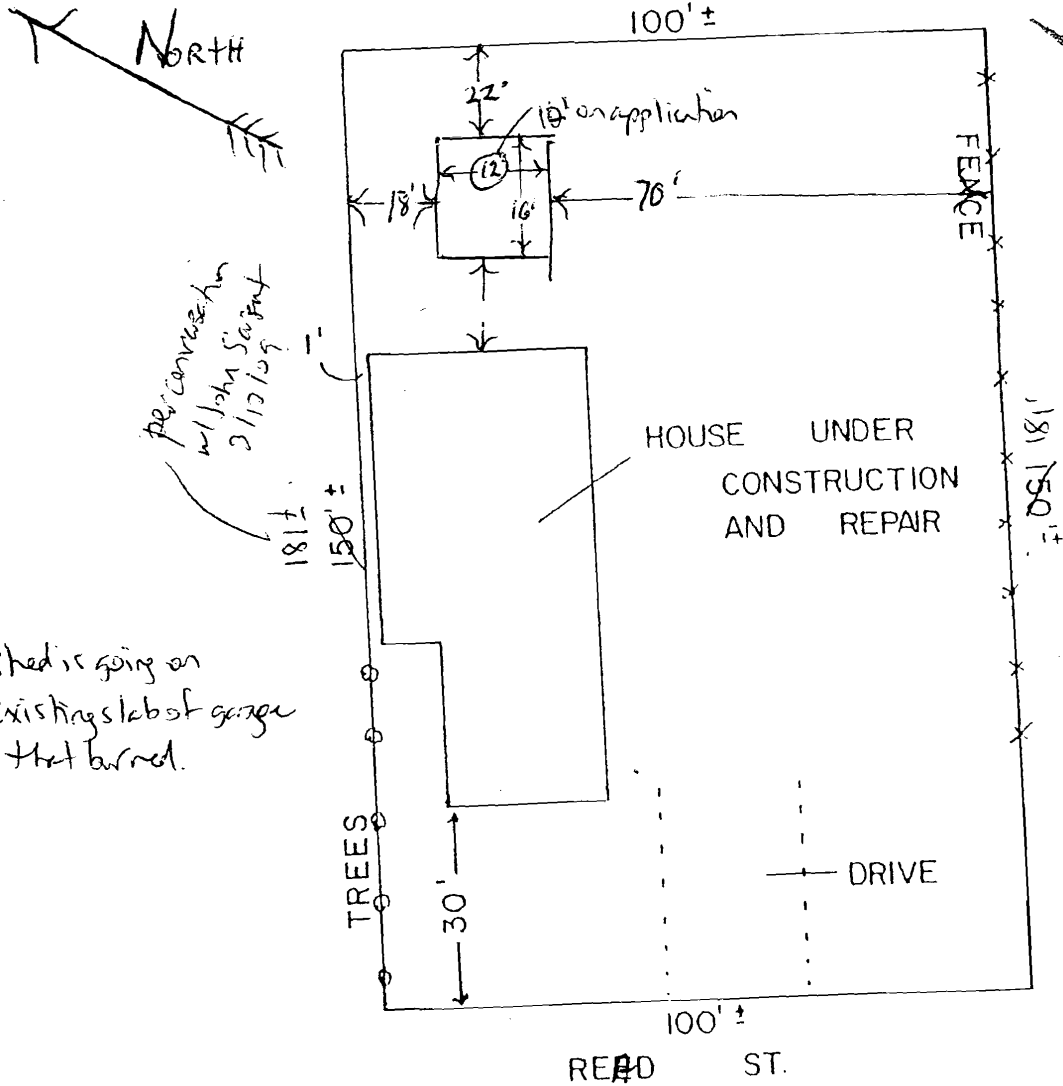 100' ±
NORTH
22'
10' on application
12'
18'
16'
70'
FENCE
per conversation
w/ John
1'
181 ±
150' ±
HOUSE UNDER
CONSTRUCTION
AND REPAIR
181 150' ±
shed is going on
existing slab of garage
that burned.
TREES
30'
DRIVE
100' ±
READ ST.